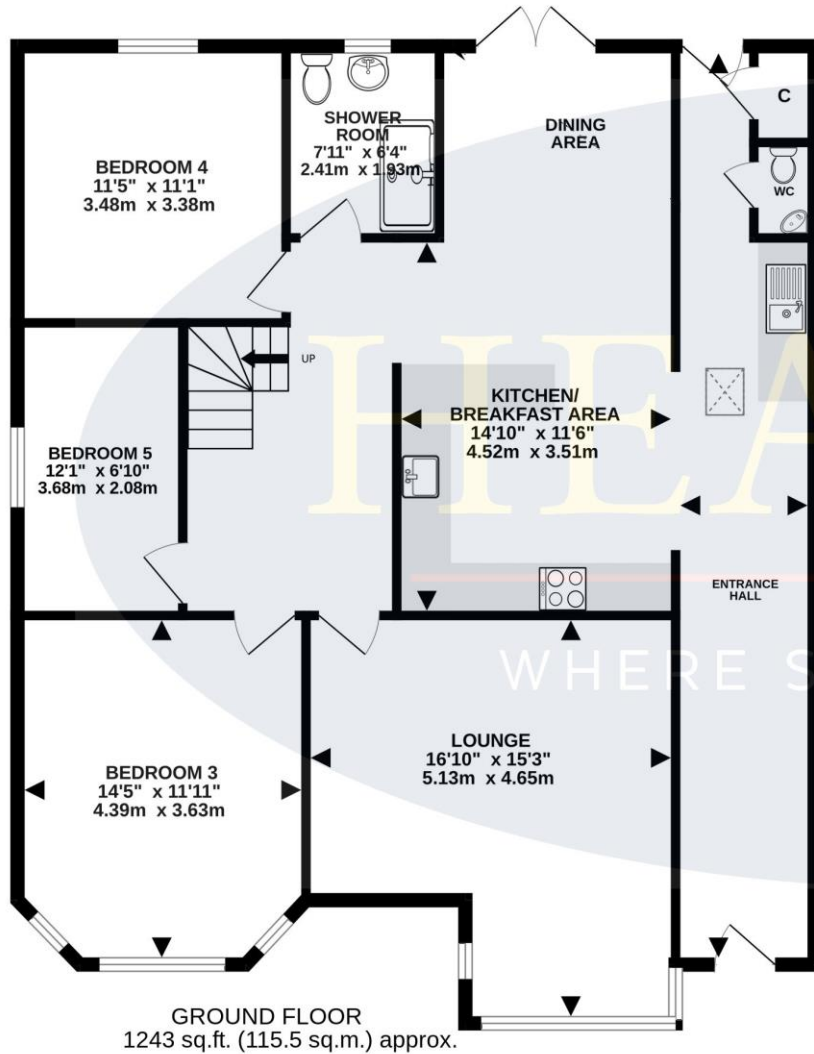 SHOWER
ROOM
7'11" x 6'4"
2.41m x 1.93m
DINING
AREA
C
WC
BEDROOM 4
11'5" x 11'1"
3.48m x 3.38m
UP
KITCHEN/
BREAKFAST AREA
14'10" x 11'6"
4.52m x 3.51m
BEDROOM 5
12'1" x 6'10"
3.68m x 2.08m
HEA
ENTRANCE
HALL
WHERE S
LOUNGE
16'10" x 15'3"
5.13m x 4.65m
BEDROOM 3
14'5" x 11'11"
4.39m x 3.63m
GROUND FLOOR
1243 sq.ft. (115.5 sq.m.) approx.